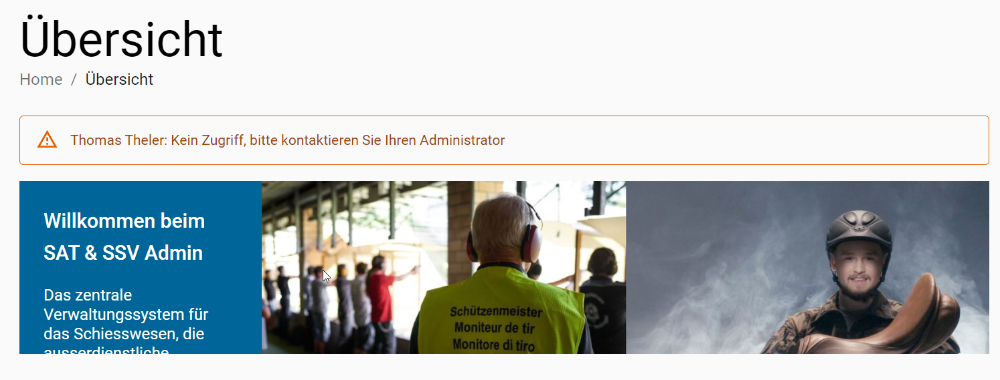 Übersicht
Home / Übersicht
Thomas Theler: Kein Zugriff, bitte kontaktieren Sie Ihren Administrator
Willkommen beim
SAT & SSV Admin
Das zentrale
Verwaltungssystem für
das Schiesswesen, die
ausserdienstliche
Schützenmeister
Moniteur de tir
Monitore di tiro